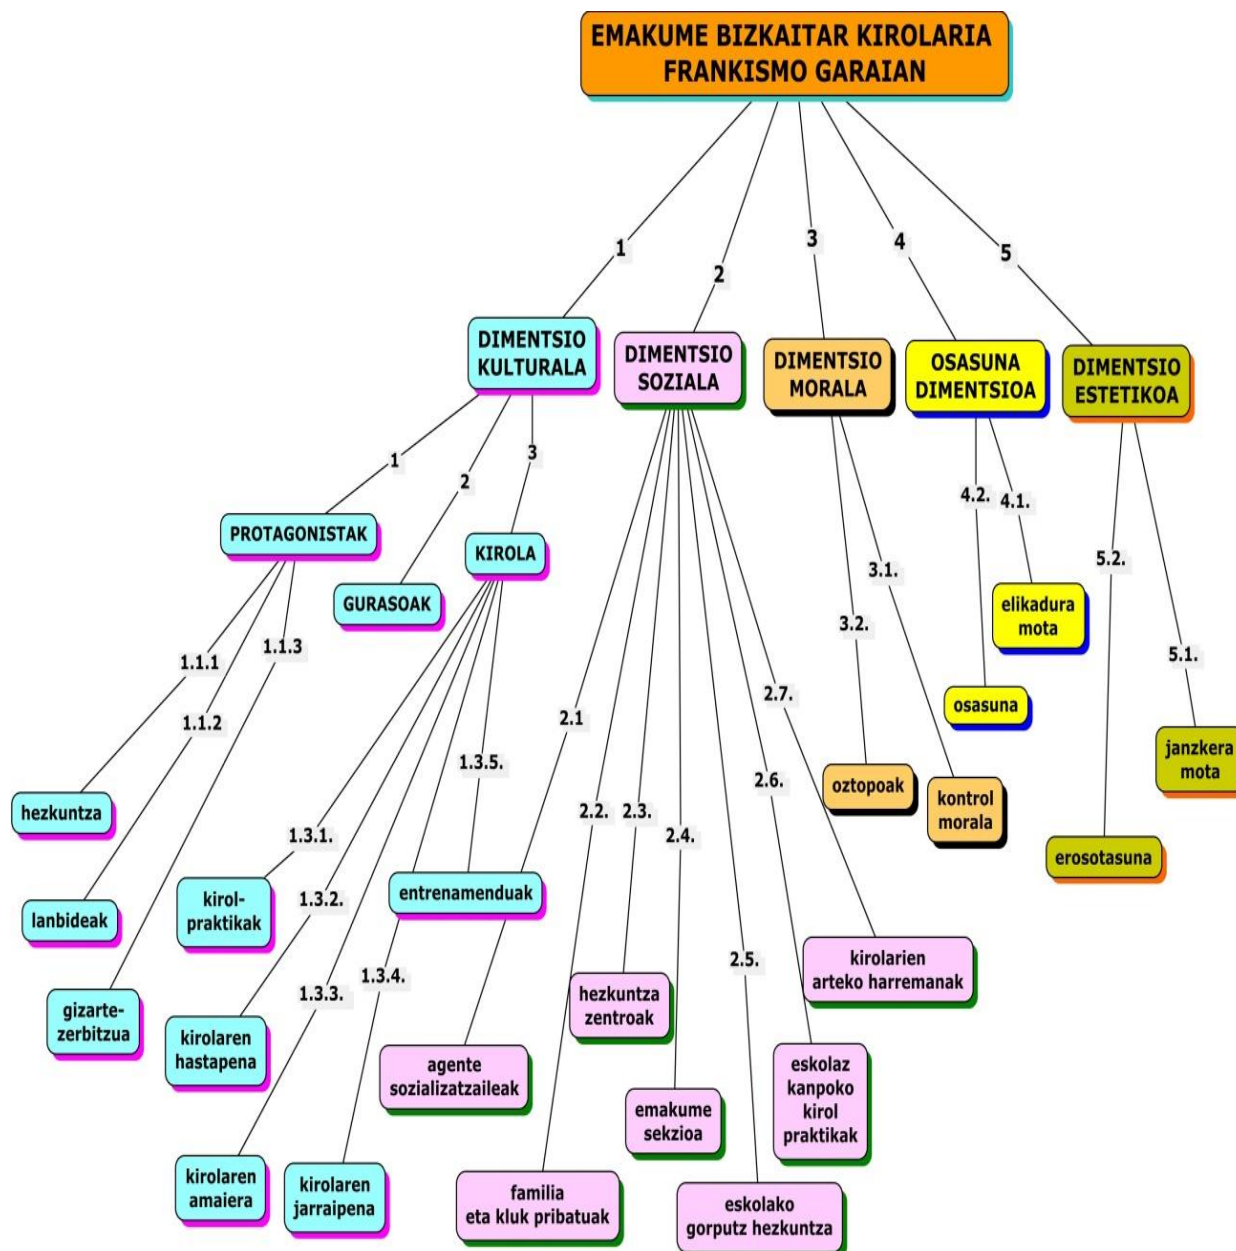 EMAKUME BIZKAITAR KIROLARIA
FRANKISMO GARAIAN
1
2
3
4
5
DIMENTSIO
KULTURALA
DIMENTSIO
SOZIALA
DIMENTSIO
MORALA
OSASUNA
DIMENTSIOA
DIMENTSIO
ESTETIKOA
1
2
3
PROTAGONISTAK
GURASOAK
KIROLA
1.1.1
1.1.2
1.1.3
hezkuntza
lanbideak
gizarte-
zerbitzua
1.3.1.
1.3.2.
1.3.3.
1.3.4.
1.3.5.
kirol-
praktikak
kirolaren
hastapena
kirolaren
amaiera
kirolaren
jarraipena
entrenamenduak
2.1
2.2.
2.3.
2.4.
2.5.
2.6.
2.7.
agente
sozializatzaileak
familia
eta kluk pribatuak
hezkuntza
zentroak
emakume
sekzioa
eskolako
gorputz hezkuntza
eskolaz
kanpoko
kirol
praktikak
kirolarien
arteko harremanak
3.2.
3.1.
oztopoak
kontrol
morala
4.2.
4.1.
osasuna
elikadura
mota
5.2.
5.1.
erosotasuna
janzkera
mota